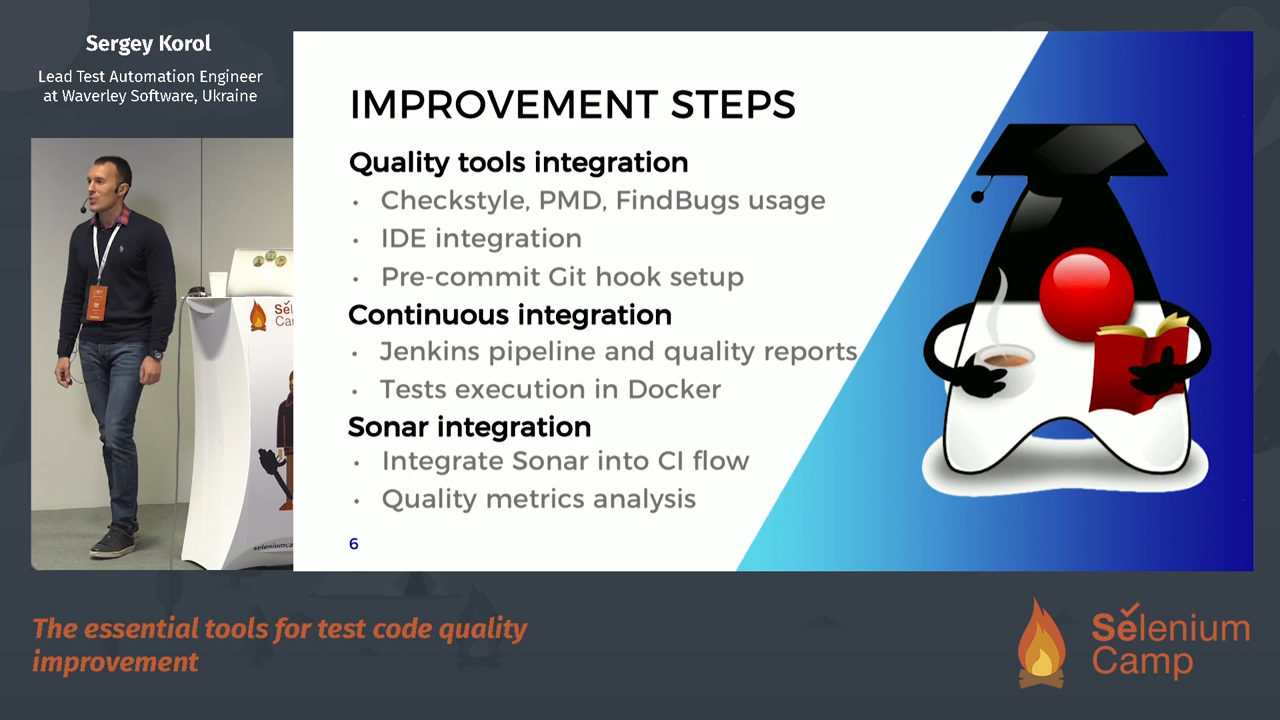 Sergey Korol
Lead Test Automation Engineer
at Waverley Software, Ukraine
IMPROVEMENT STEPS
Quality tools integration
• Checkstyle, PMD, FindBugs usage
• IDE integration
• Pre-commit Git hook setup
Continuous integration
• Jenkins pipeline and quality reports
• Tests execution in Docker
Sonar integration
• Integrate Sonar into CI flow
• Quality metrics analysis
6
Sel
Cam
seleniumca
The essential tools for test code quality
improvement
Selenium
Camp